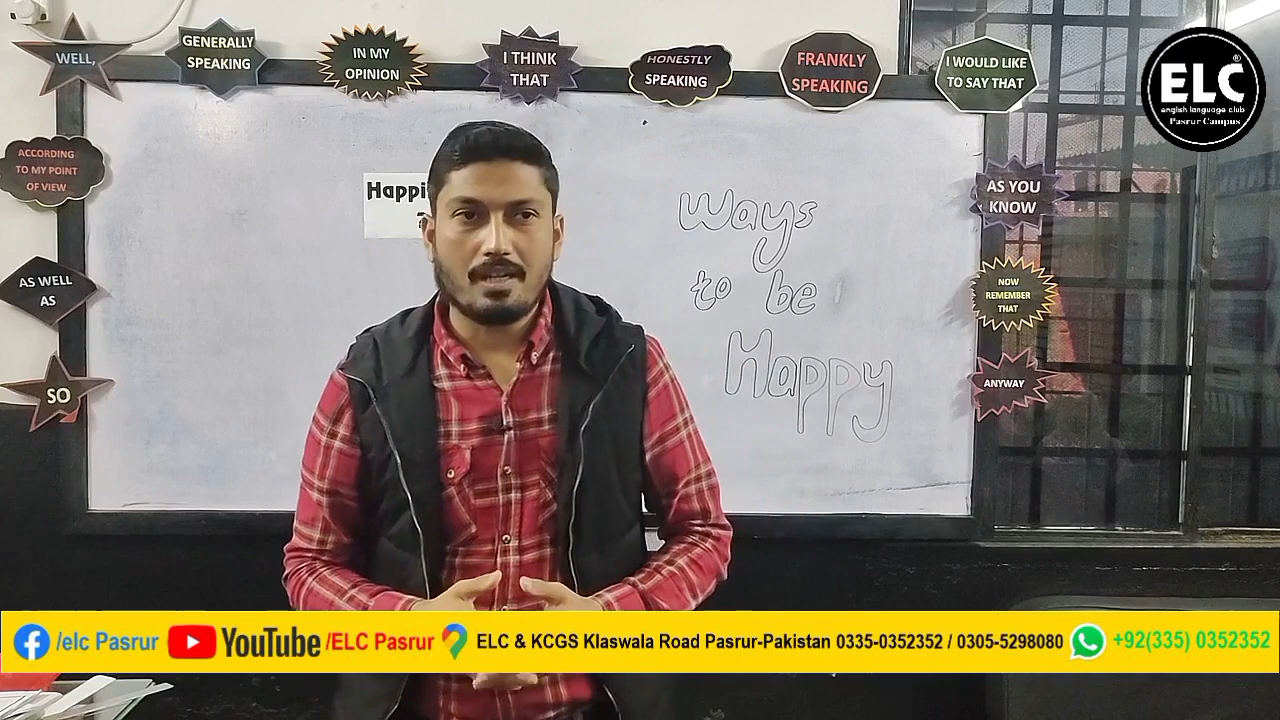 WELL,
GENERALLY
SPEAKING
IN MY
OPINION
I THINK
THAT
HONESTLY
SPEAKING
FRANKLY
SPEAKING
I WOULD LIKE
TO SAY THAT
ELC®
english language club
Pasrur Campus
ACCORDING
TO MY POINT
OF VIEW
AS WELL
AS
SO
Ways
to be
Happy
AS YOU
KNOW
NOW
REMEMBER
THAT
ANYWAY
/elc Pasrur YouTube /ELC Pasrur ELC & KCGS Klaswala Road Pasrur-Pakistan 0335-0352352 / 0305-5298080 +92(335) 0352352